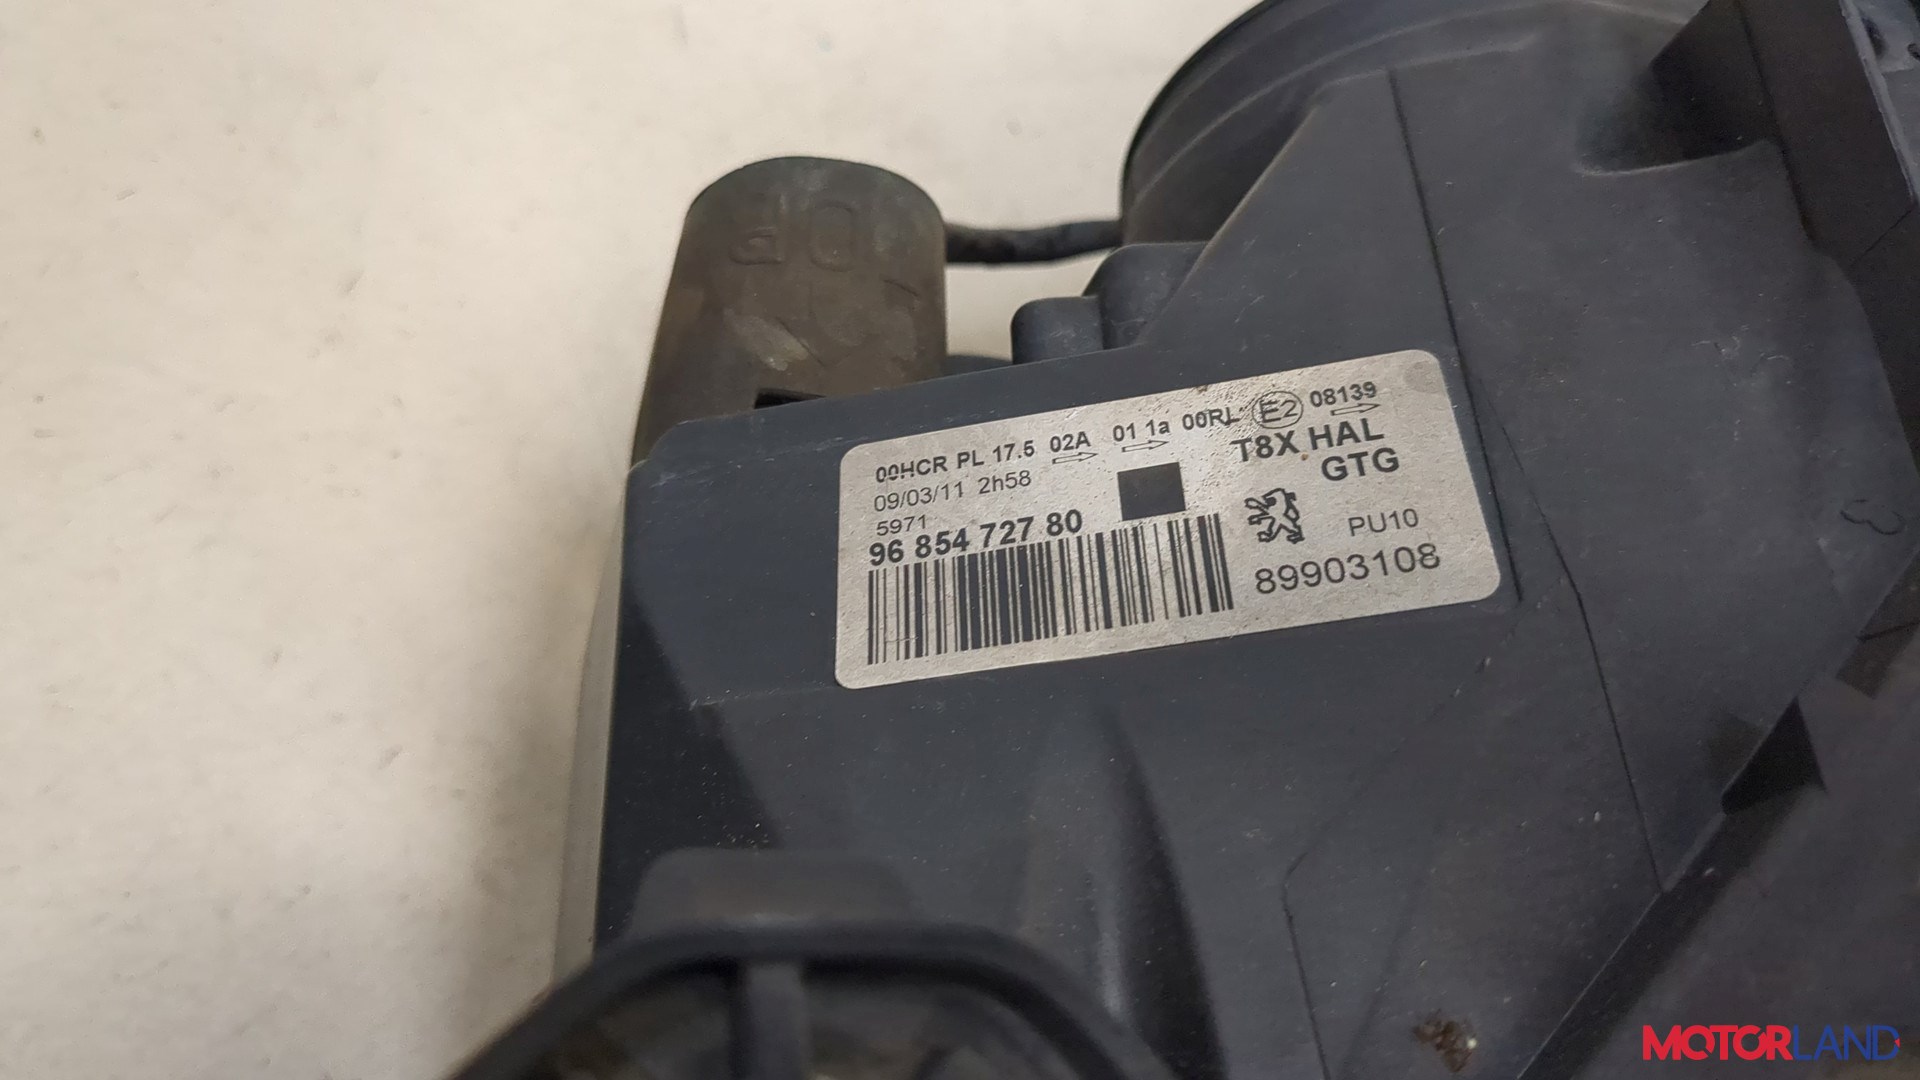 TOP
00HCR PL 17.5 02A 01 1a 00RL E2 08139
09/03/11 2h58 T8X HAL
5971 GTG
96 854 727 80 PU10
89903108
MOTORLAND